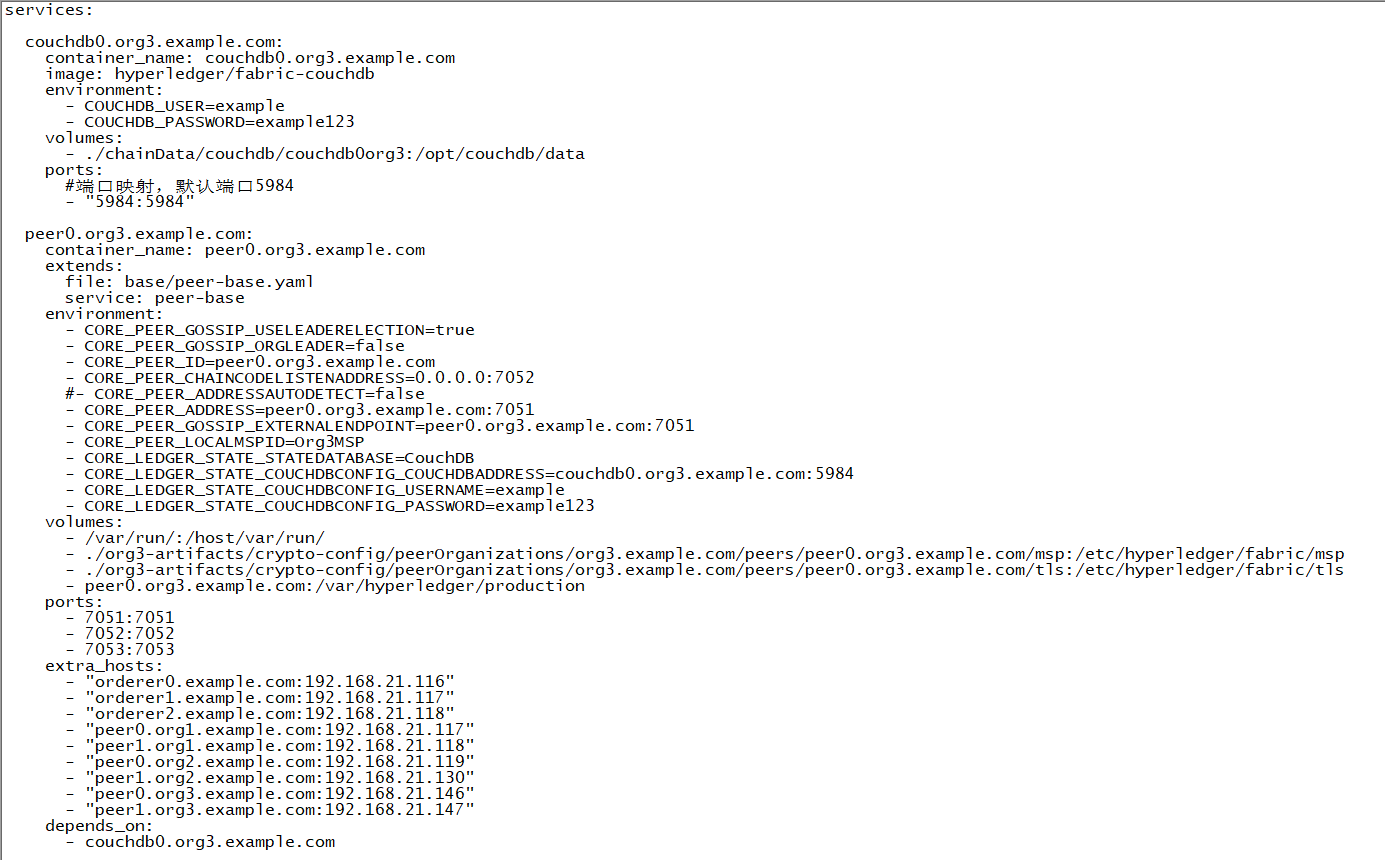 services:

  couchdb0.org3.example.com:
    container_name: couchdb0.org3.example.com
    image: hyperledger/fabric-couchdb
    environment:
      - COUCHDB_USER=example
      - COUCHDB_PASSWORD=example123
    volumes:
      - ./chainData/couchdb/couchdb0org3:/opt/couchdb/data
    ports:
      #端口映射，默认端口5984
      - "5984:5984"

  peer0.org3.example.com:
    container_name: peer0.org3.example.com
    extends:
      file: base/peer-base.yaml
      service: peer-base
    environment:
      - CORE_PEER_GOSSIP_USELEADERELECTION=true
      - CORE_PEER_GOSSIP_ORGLEADER=false
      - CORE_PEER_ID=peer0.org3.example.com
      - CORE_PEER_CHAINCODELISTENADDRESS=0.0.0.0:7052
      #- CORE_PEER_ADDRESSAUTODETECT=false
      - CORE_PEER_ADDRESS=peer0.org3.example.com:7051
      - CORE_PEER_GOSSIP_EXTERNALENDPOINT=peer0.org3.example.com:7051
      - CORE_PEER_LOCALMSPID=Org3MSP
      - CORE_LEDGER_STATE_STATEDATABASE=CouchDB
      - CORE_LEDGER_STATE_COUCHDBCONFIG_COUCHDBADDRESS=couchdb0.org3.example.com:5984
      - CORE_LEDGER_STATE_COUCHDBCONFIG_USERNAME=example
      - CORE_LEDGER_STATE_COUCHDBCONFIG_PASSWORD=example123
    volumes:
      - /var/run/:/host/var/run/
      - ./org3-artifacts/crypto-config/peerOrganizations/org3.example.com/peers/peer0.org3.example.com/msp:/etc/hyperledger/fabric/msp
      - ./org3-artifacts/crypto-config/peerOrganizations/org3.example.com/peers/peer0.org3.example.com/tls:/etc/hyperledger/fabric/tls
      - peer0.org3.example.com:/var/hyperledger/production
    ports:
      - 7051:7051
      - 7052:7052
      - 7053:7053
    extra_hosts:
      - "orderer0.example.com:192.168.21.116"
      - "orderer1.example.com:192.168.21.117"
      - "orderer2.example.com:192.168.21.118"
      - "peer0.org1.example.com:192.168.21.117"
      - "peer1.org1.example.com:192.168.21.118"
      - "peer0.org2.example.com:192.168.21.119"
      - "peer1.org2.example.com:192.168.21.130"
      - "peer0.org3.example.com:192.168.21.146"
      - "peer1.org3.example.com:192.168.21.147"
    depends_on:
      - couchdb0.org3.example.com